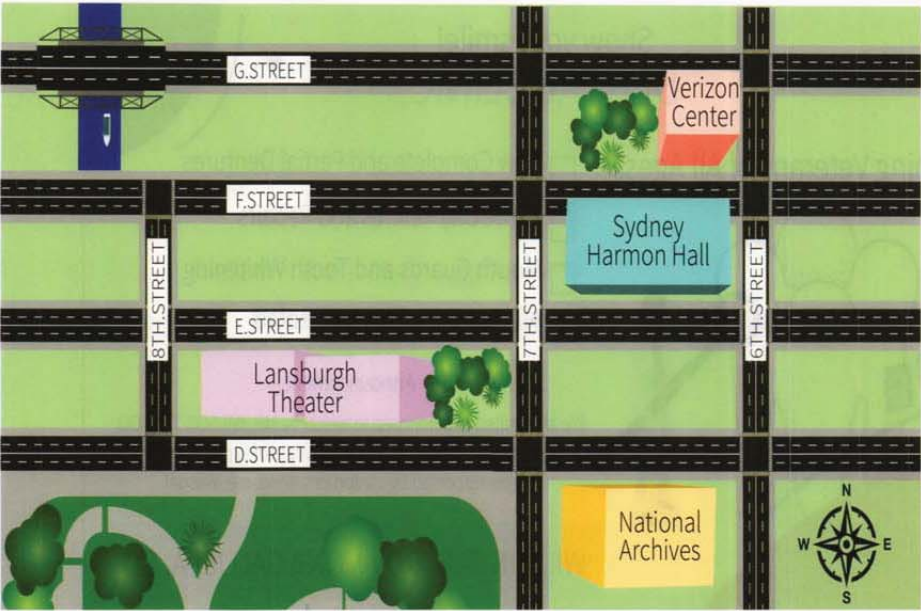 G.STREET
Verizon
Center
F.STREET
Sydney
Harmon Hall
8TH.STREET
7TH.STREET
6TH.STREET
E.STREET
Lansburgh
Theater
D.STREET
National
Archives
N
W
E
S